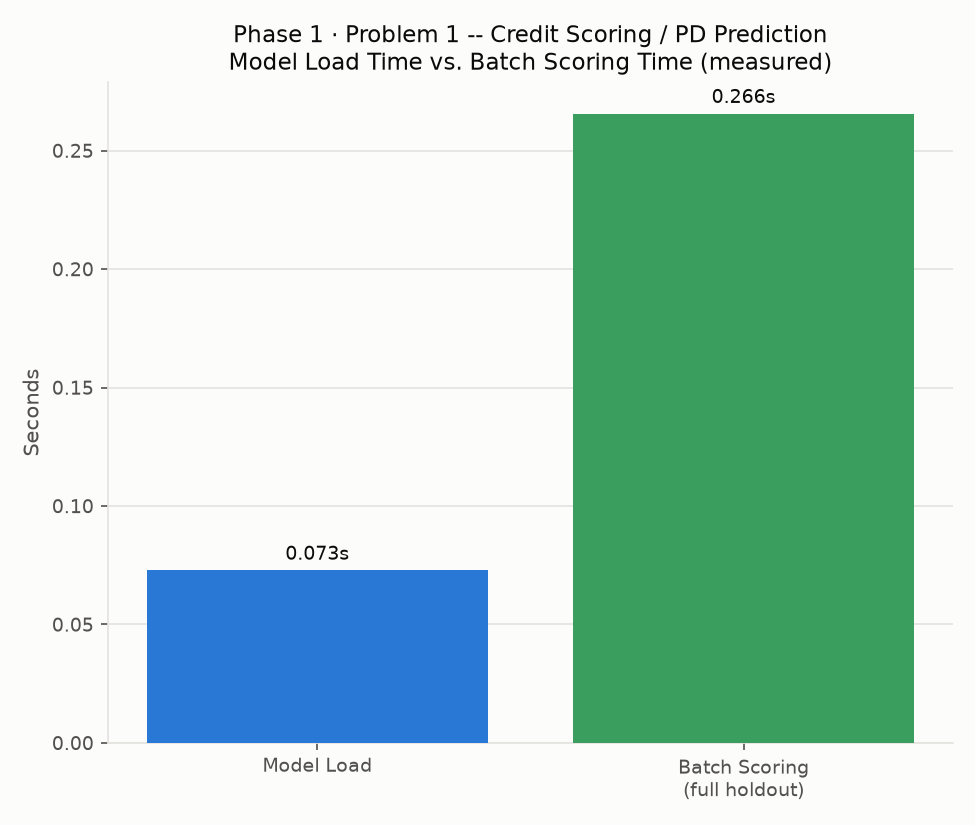 Phase 1 · Problem 1 -- Credit Scoring / PD Prediction
Model Load Time vs. Batch Scoring Time (measured)
0.266s
0.25
0.20
0.15
0.10
0.073s
0.05
0.00
Seconds
Model Load
Batch Scoring
(full holdout)